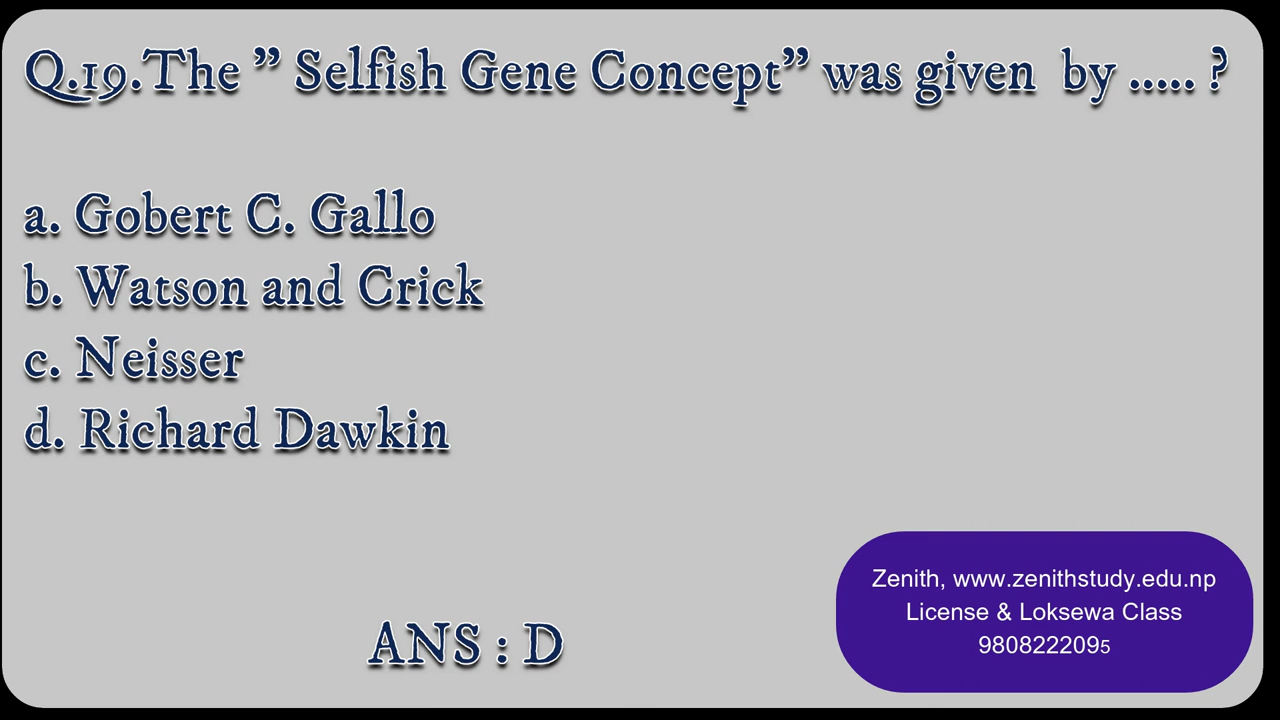 Q.19.The ” Selfish Gene Concept” was given  by ..... ?
a. Gobert C. Gallo
b. Watson and Crick
c. Neisser
d. Richard Dawkin
ANS : D
Zenith, www.zenithstudy.edu.np
License & Loksewa Class
9808222095